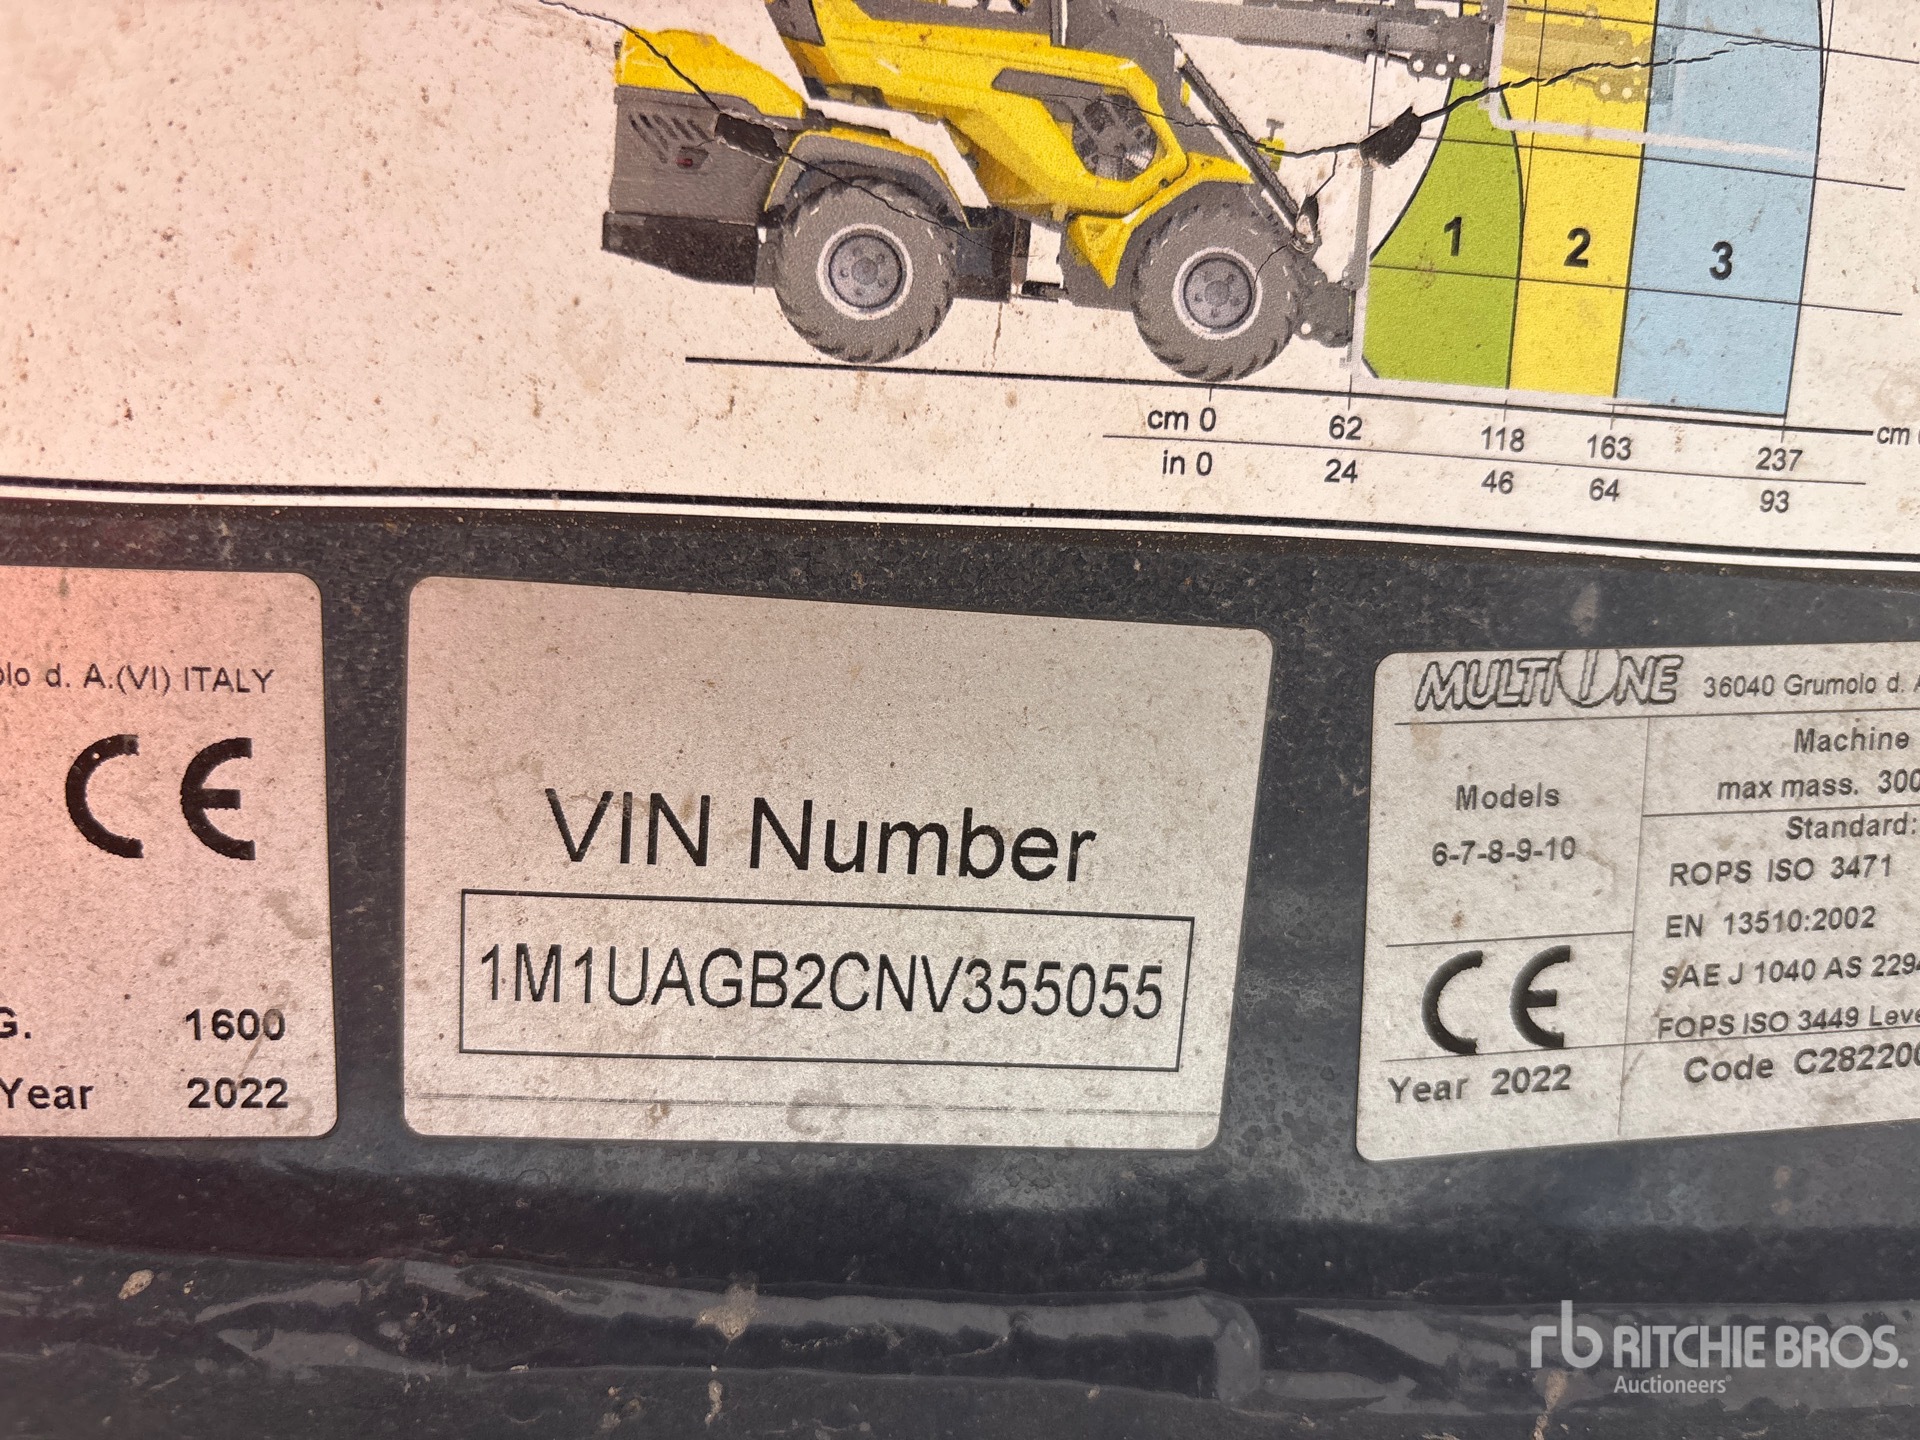 1
2
3
cm 0 62 118 163 237 cm
in 0 24 46 64 93
olo d. A.(VI) ITALY
CE
G. 1600
Year 2022
VIN Number
1M1UAGB2CNV355055
MULTIONE 36040 Grumolo d. A
Machine
max mass. 300
Models
6-7-8-9-10
Standard:
ROPS ISO 3471
EN 13510:2002
SAE J 1040 AS 2294
FOPS ISO 3449 Leve
CE
Year 2022
Code C282200
rb RITCHIE BROS.
Auctioneers